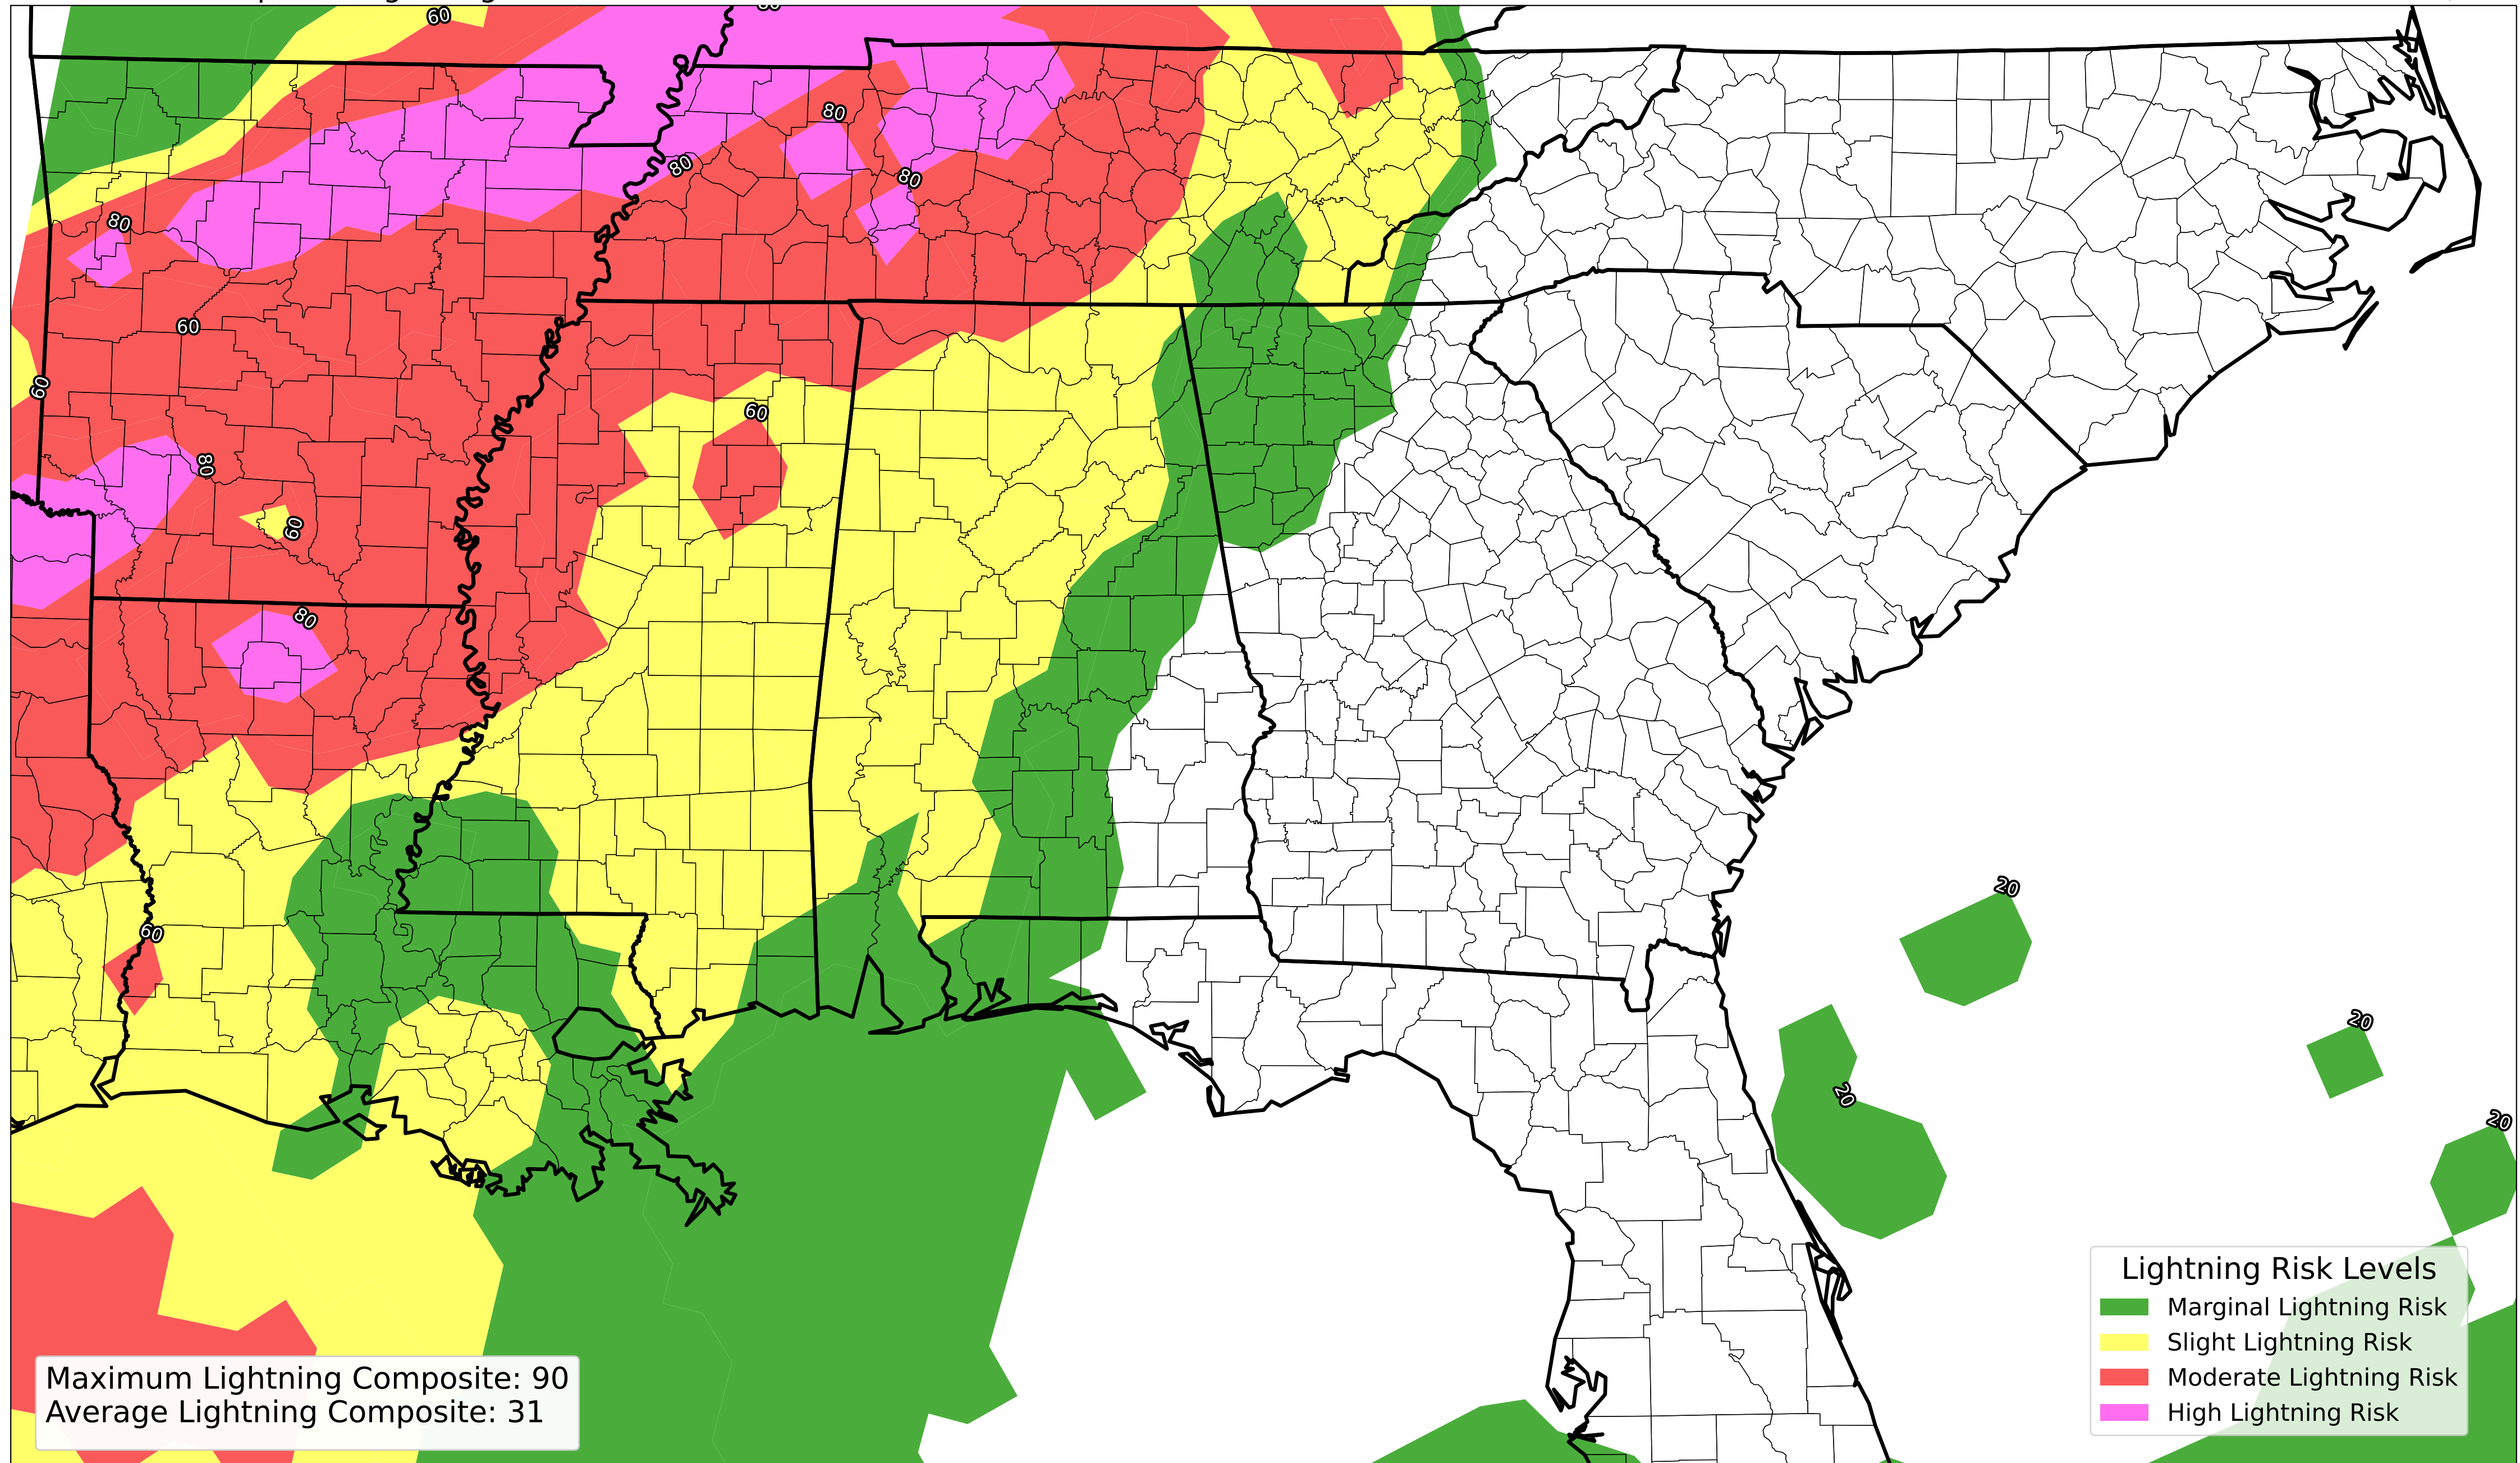 60
80
80
80
80
60
60
60
80
60
80
20
60
20
20
20
Lightning Risk Levels
Marginal Lightning Risk
Slight Lightning Risk
Moderate Lightning Risk
High Lightning Risk
Maximum Lightning Composite: 90
Average Lightning Composite: 31